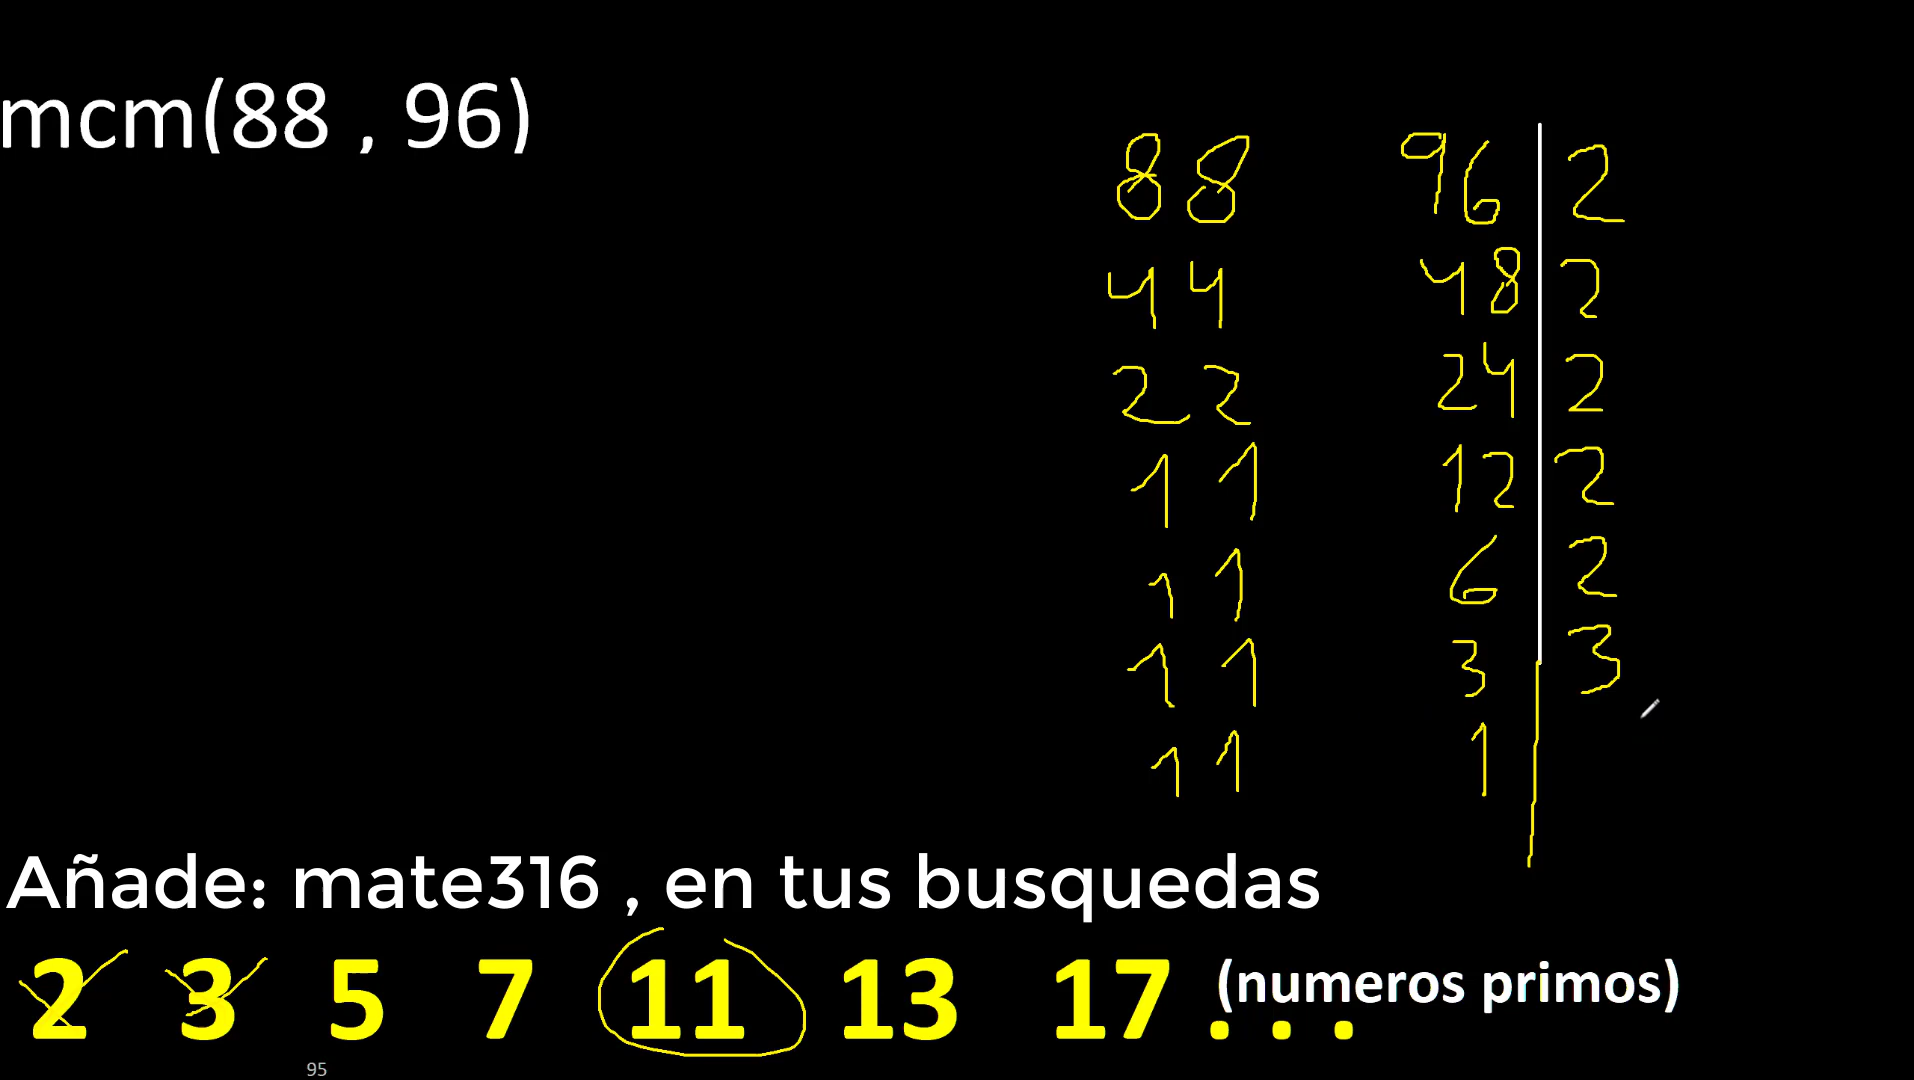 mcm(88 , 96)
88 96 2
44 48 2
22 24 2
11 12 2
11 6 2
11 3 3
11 1
Añade: mate316 , en tus busquedas
2 3 5 7 11 13 17 . . . (numeros primos)
95